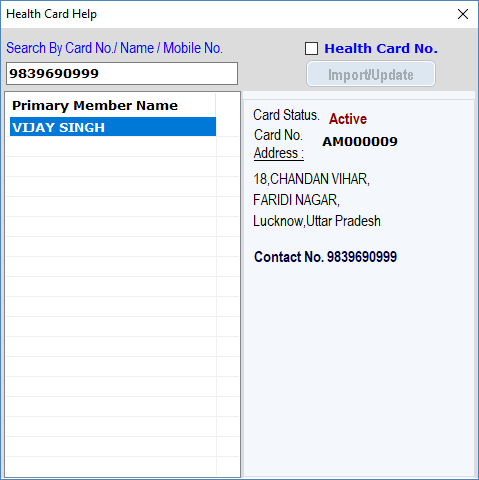 Health Card Help
Search By Card No./ Name / Mobile No.
Health Card No.
9839690999
Import/Update
Primary Member Name
VIJAY SINGH
Card Status. Active
Card No. AM000009
Address :
18,CHANDAN VIHAR,
FARIDI NAGAR,
Lucknow,Uttar Pradesh
Contact No. 9839690999